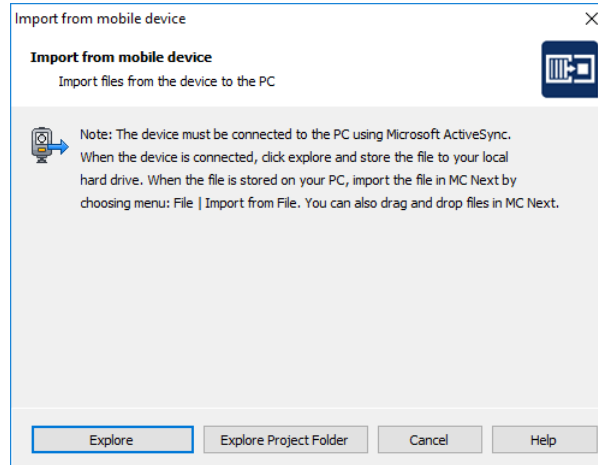 Import from mobile device
Import from mobile device
Import files from the device to the PC
Note: The device must be connected to the PC using Microsoft ActiveSync.
When the device is connected, click explore and store the file to your local
hard drive. When the file is stored on your PC, import the file in MC Next by
choosing menu: File | Import from File. You can also drag and drop files in MC Next.
Explore
Explore Project Folder
Cancel
Help